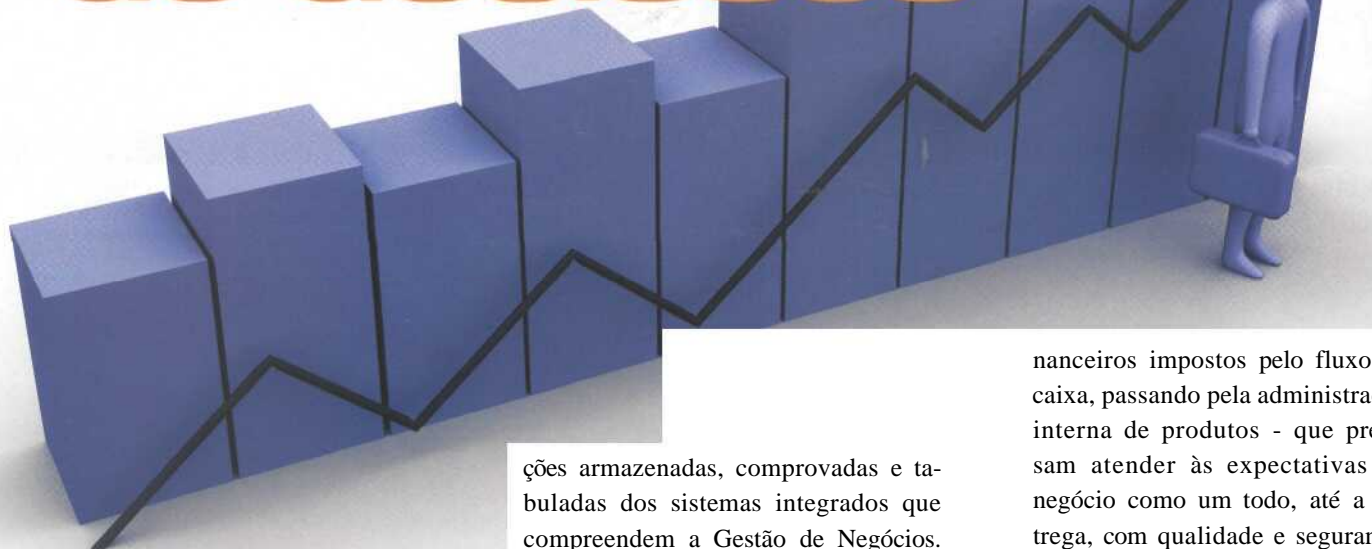 ções armazenadas, comprovadas e ta-
buladas dos sistemas integrados que
compreendem a Gestão de Negócios.
nanceiros impostos pelo fluxo
caixa, passando pela administra
interna de produtos - que pre
sam atender às expectativas
negócio como um todo, até a
trega, com qualidade e segura